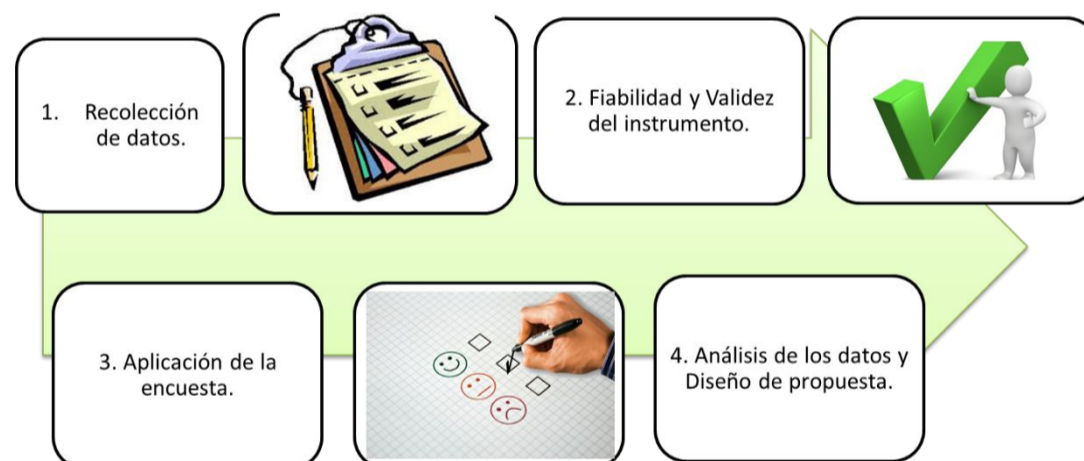 1. Recolección
de datos.
2. Fiabilidad y Validez
del instrumento.
3. Aplicación de la
encuesta.
4. Análisis de los datos y
Diseño de propuesta.